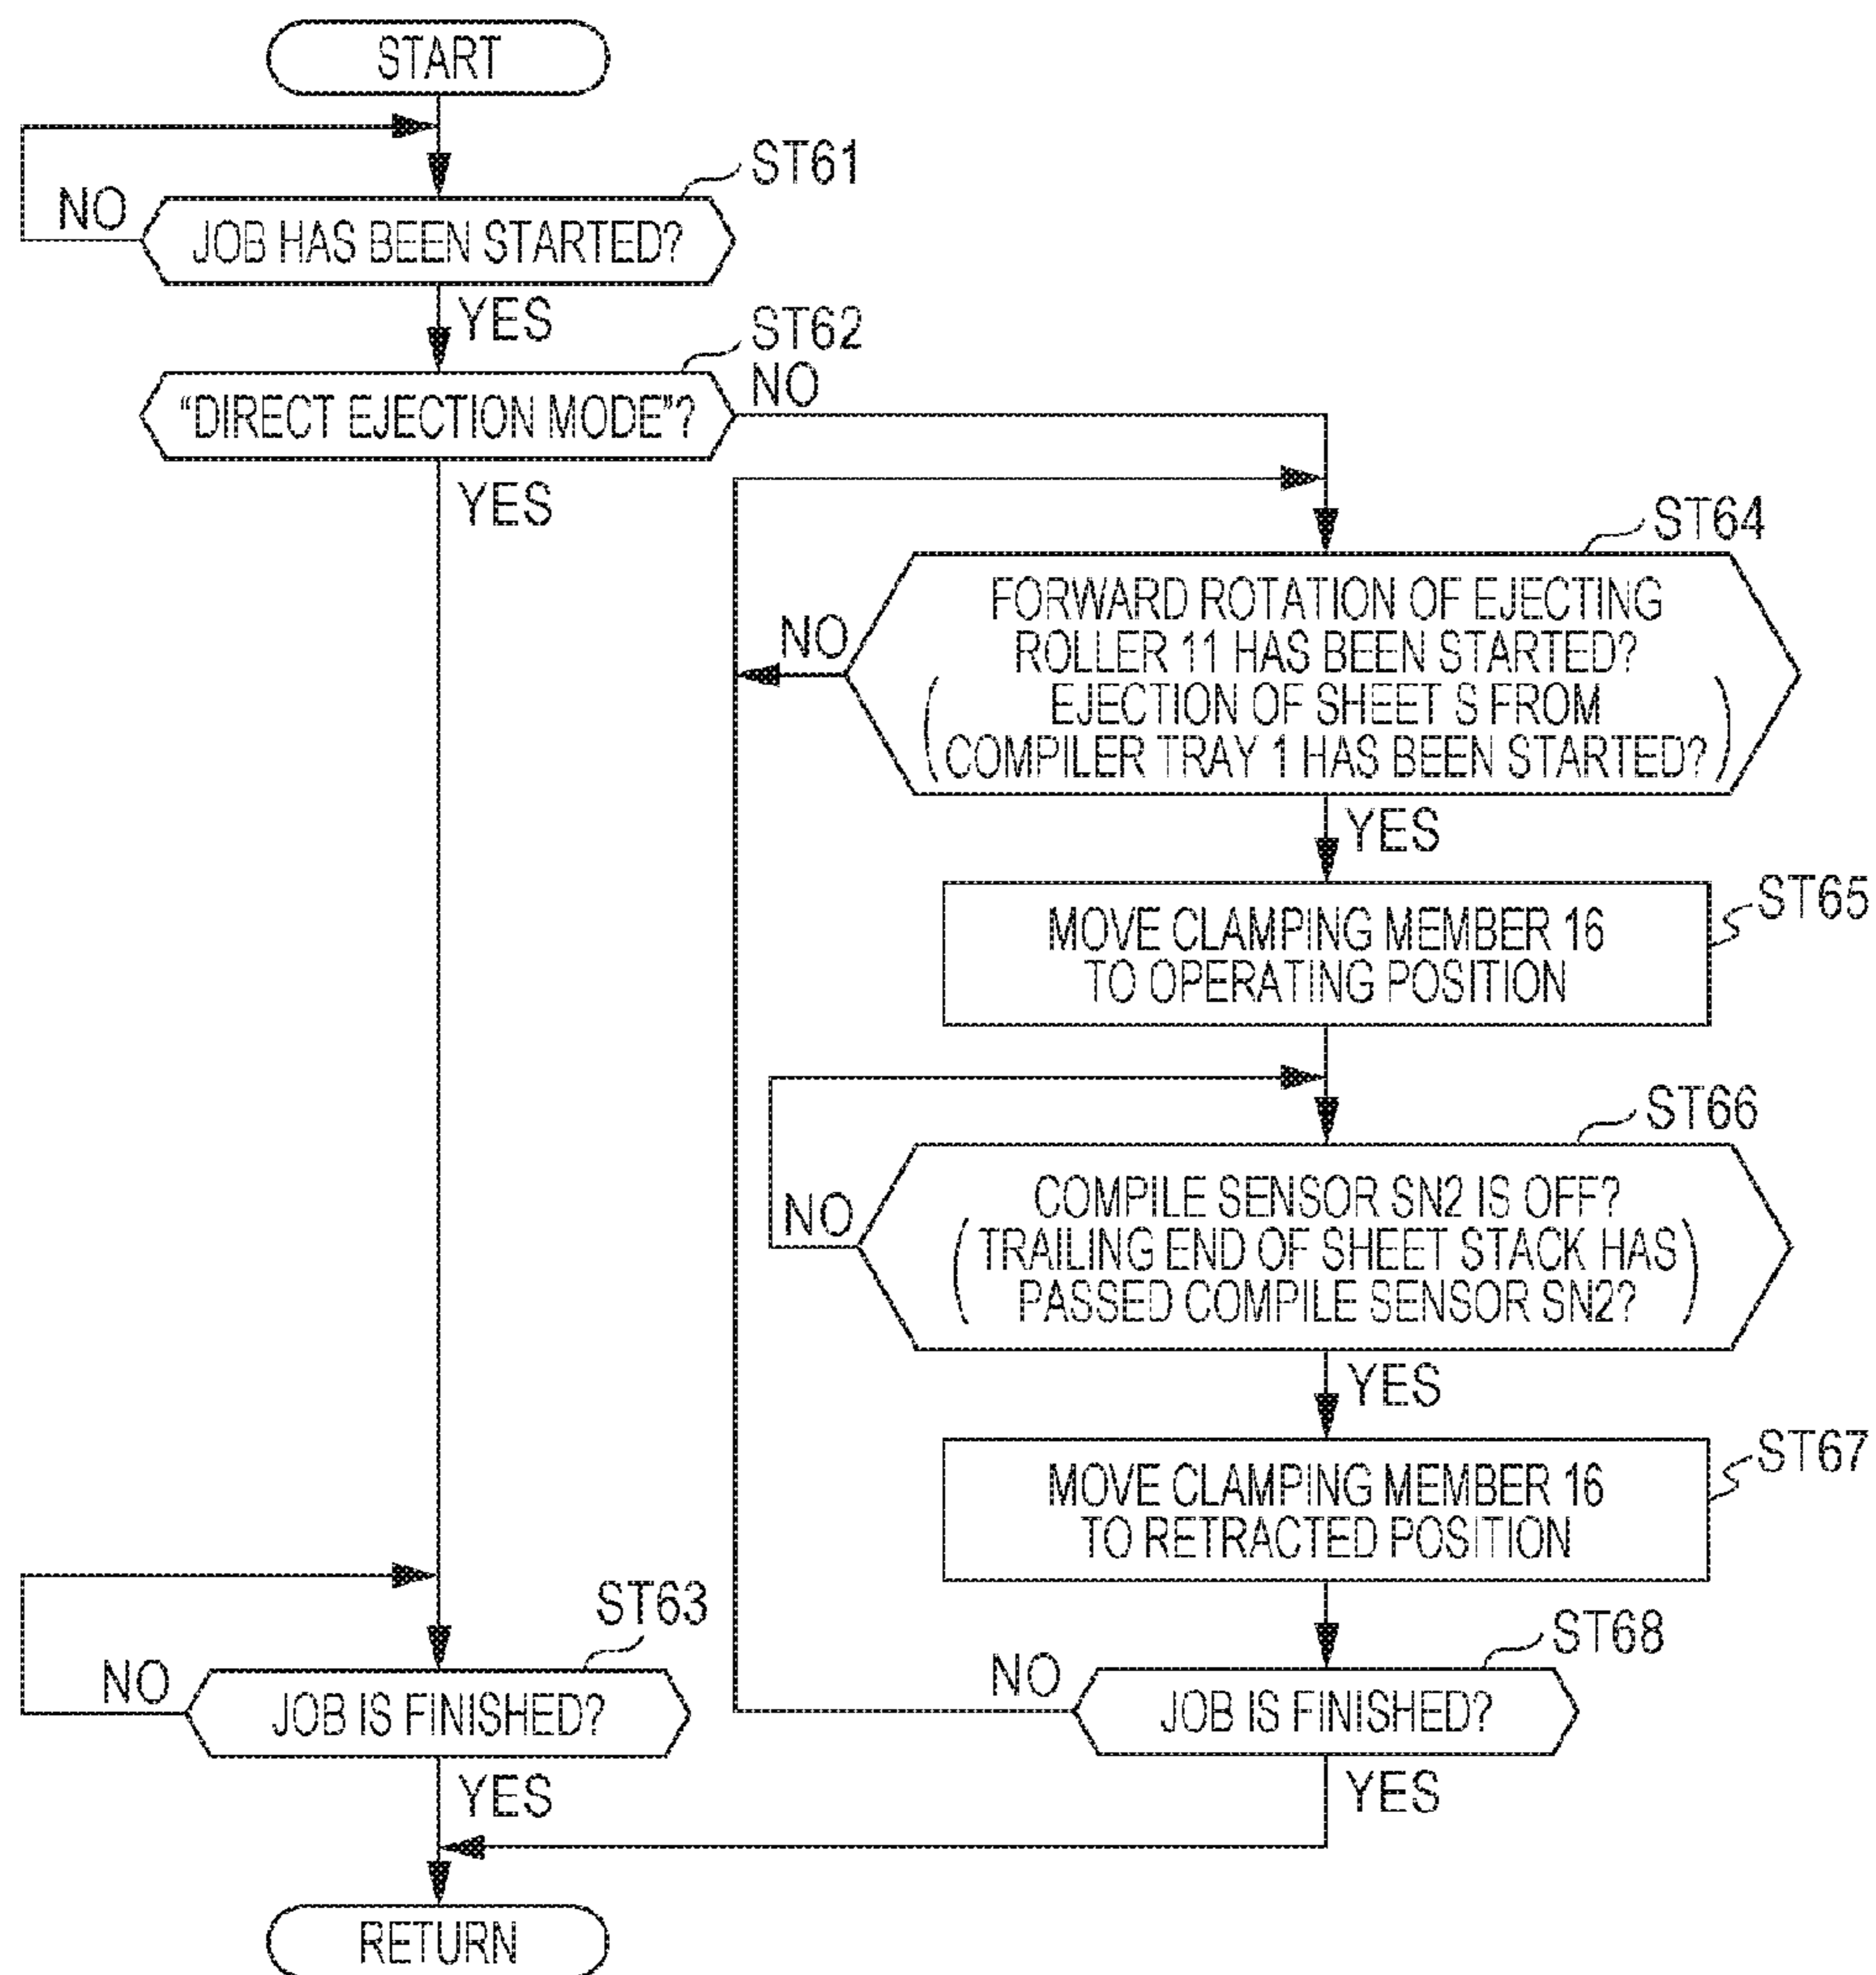 START
ST61
NO
JOB HAS BEEN STARTED?
YES
ST62
NO
“DIRECT EJECTION MODE”?
YES
ST64
FORWARD ROTATION OF EJECTING
ROLLER 11 HAS BEEN STARTED?
(EJECTION OF SHEET S FROM
COMPILER TRAY 1 HAS BEEN STARTED?)
NO
YES
ST65
MOVE CLAMPING MEMBER 16
TO OPERATING POSITION
ST66
NO
COMPILE SENSOR SN2 IS OFF?
(TRAILING END OF SHEET STACK HAS
PASSED COMPILE SENSOR SN2?)
YES
ST67
MOVE CLAMPING MEMBER 16
TO RETRACTED POSITION
ST63
NO
JOB IS FINISHED?
YES
ST68
NO
JOB IS FINISHED?
YES
RETURN